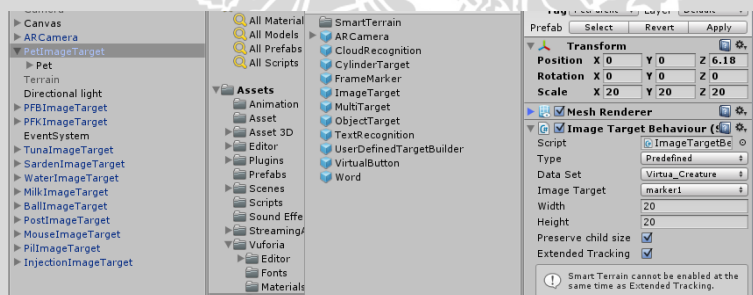 Canvas
ARCamera
PetImageTarget
Pet
Terrain
Directional light
PFBImageTarget
PFKImageTarget
EventSystem
TunaImageTarget
SardenImageTarget
WaterImageTarget
MilkImageTarget
BallImageTarget
PostImageTarget
MouseImageTarget
PilImageTarget
InjectionImageTarget
All Material
All Models
All Prefabs
All Scripts
Assets
Animation
Asset
Asset 3D
Editor
Plugins
Prefabs
Scenes
Scripts
Sound Effe
StreamingA
Vuforia
Editor
Fonts
Materials
SmartTerrain
ARCamera
CloudRecognition
CylinderTarget
FrameMarker
ImageTarget
MultiTarget
ObjectTarget
TextRecognition
UserDefinedTargetBuilder
VirtualButton
Word
Prefab Select Revert Apply
Transform
Position X 0 Y 0 Z 6.18
Rotation X 0 Y 0 Z 0
Scale X 20 Y 20 Z 20
Mesh Renderer
Image Target Behaviour (S
Script ImageTargetBe
Type Predefined
Data Set Virtua_Creature
Image Target marker1
Width 20
Height 20
Preserve child size
Extended Tracking
Smart Terrain cannot be enabled at the
same time as Extended Tracking.